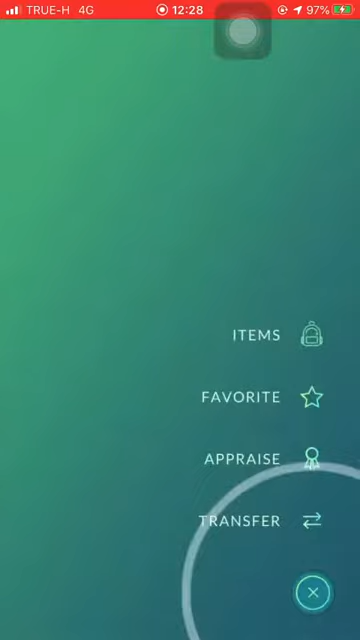 TRUE-H 4G 12:28 97%
ITEMS
FAVORITE
APPRAISE
TRANSFER